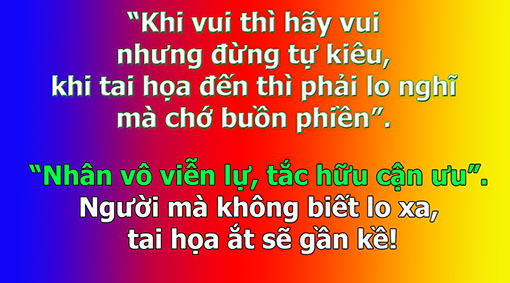 “Khi vui thì hãy vui
nhưng đừng tự kiêu,
khi tai họa đến thì phải lo nghĩ
mà chớ buồn phiền”.
“Nhân vô viễn lự, tắc hữu cận ưu”.
Người mà không biết lo xa,
tai họa ắt sẽ gần kề!